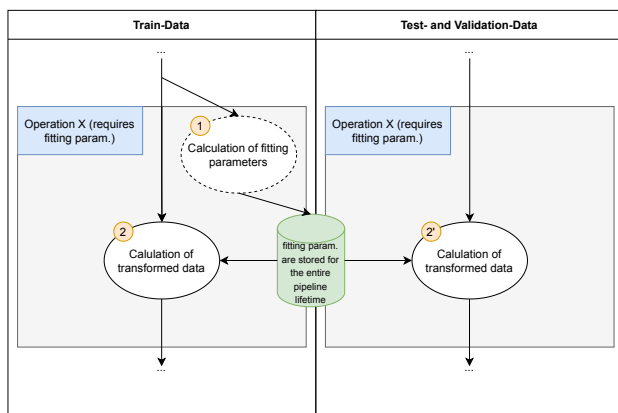 Train-Data
Test- and Validation-Data
...
...
Operation X (requires
fitting param.)
1
Calculation of fitting
parameters
Operation X (requires
fitting param.)
2
Calulation of
transformed data
fitting param.
are stored for
the entire
pipeline
lifetime
2'
Calculation of
transformed data
...
...